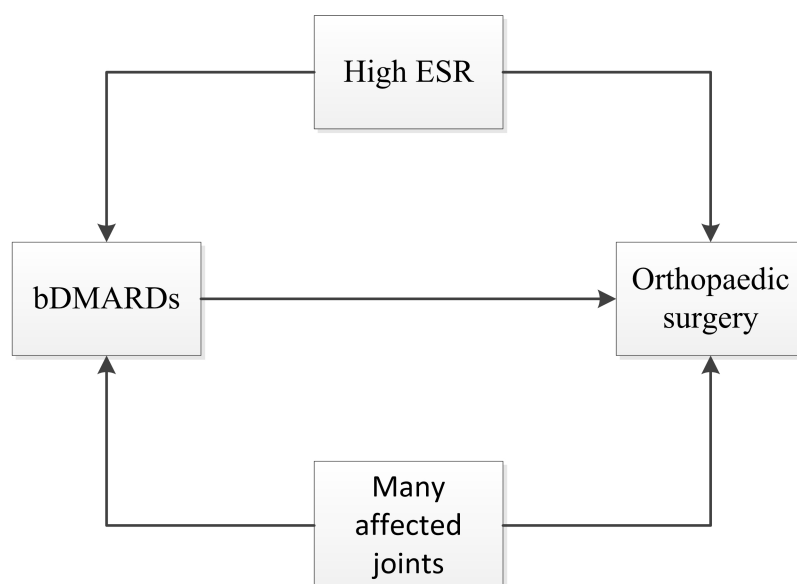 High ESR
bDMARDs
Orthopaedic
surgery
Many
affected
joints